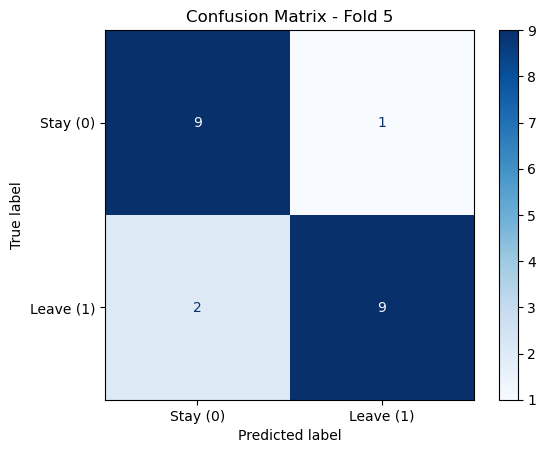 Confusion Matrix - Fold 5
True label
Stay (0)
9
1
Leave (1)
2
9
Stay (0)
Leave (1)
Predicted label
9
8
7
6
5
4
3
2
1